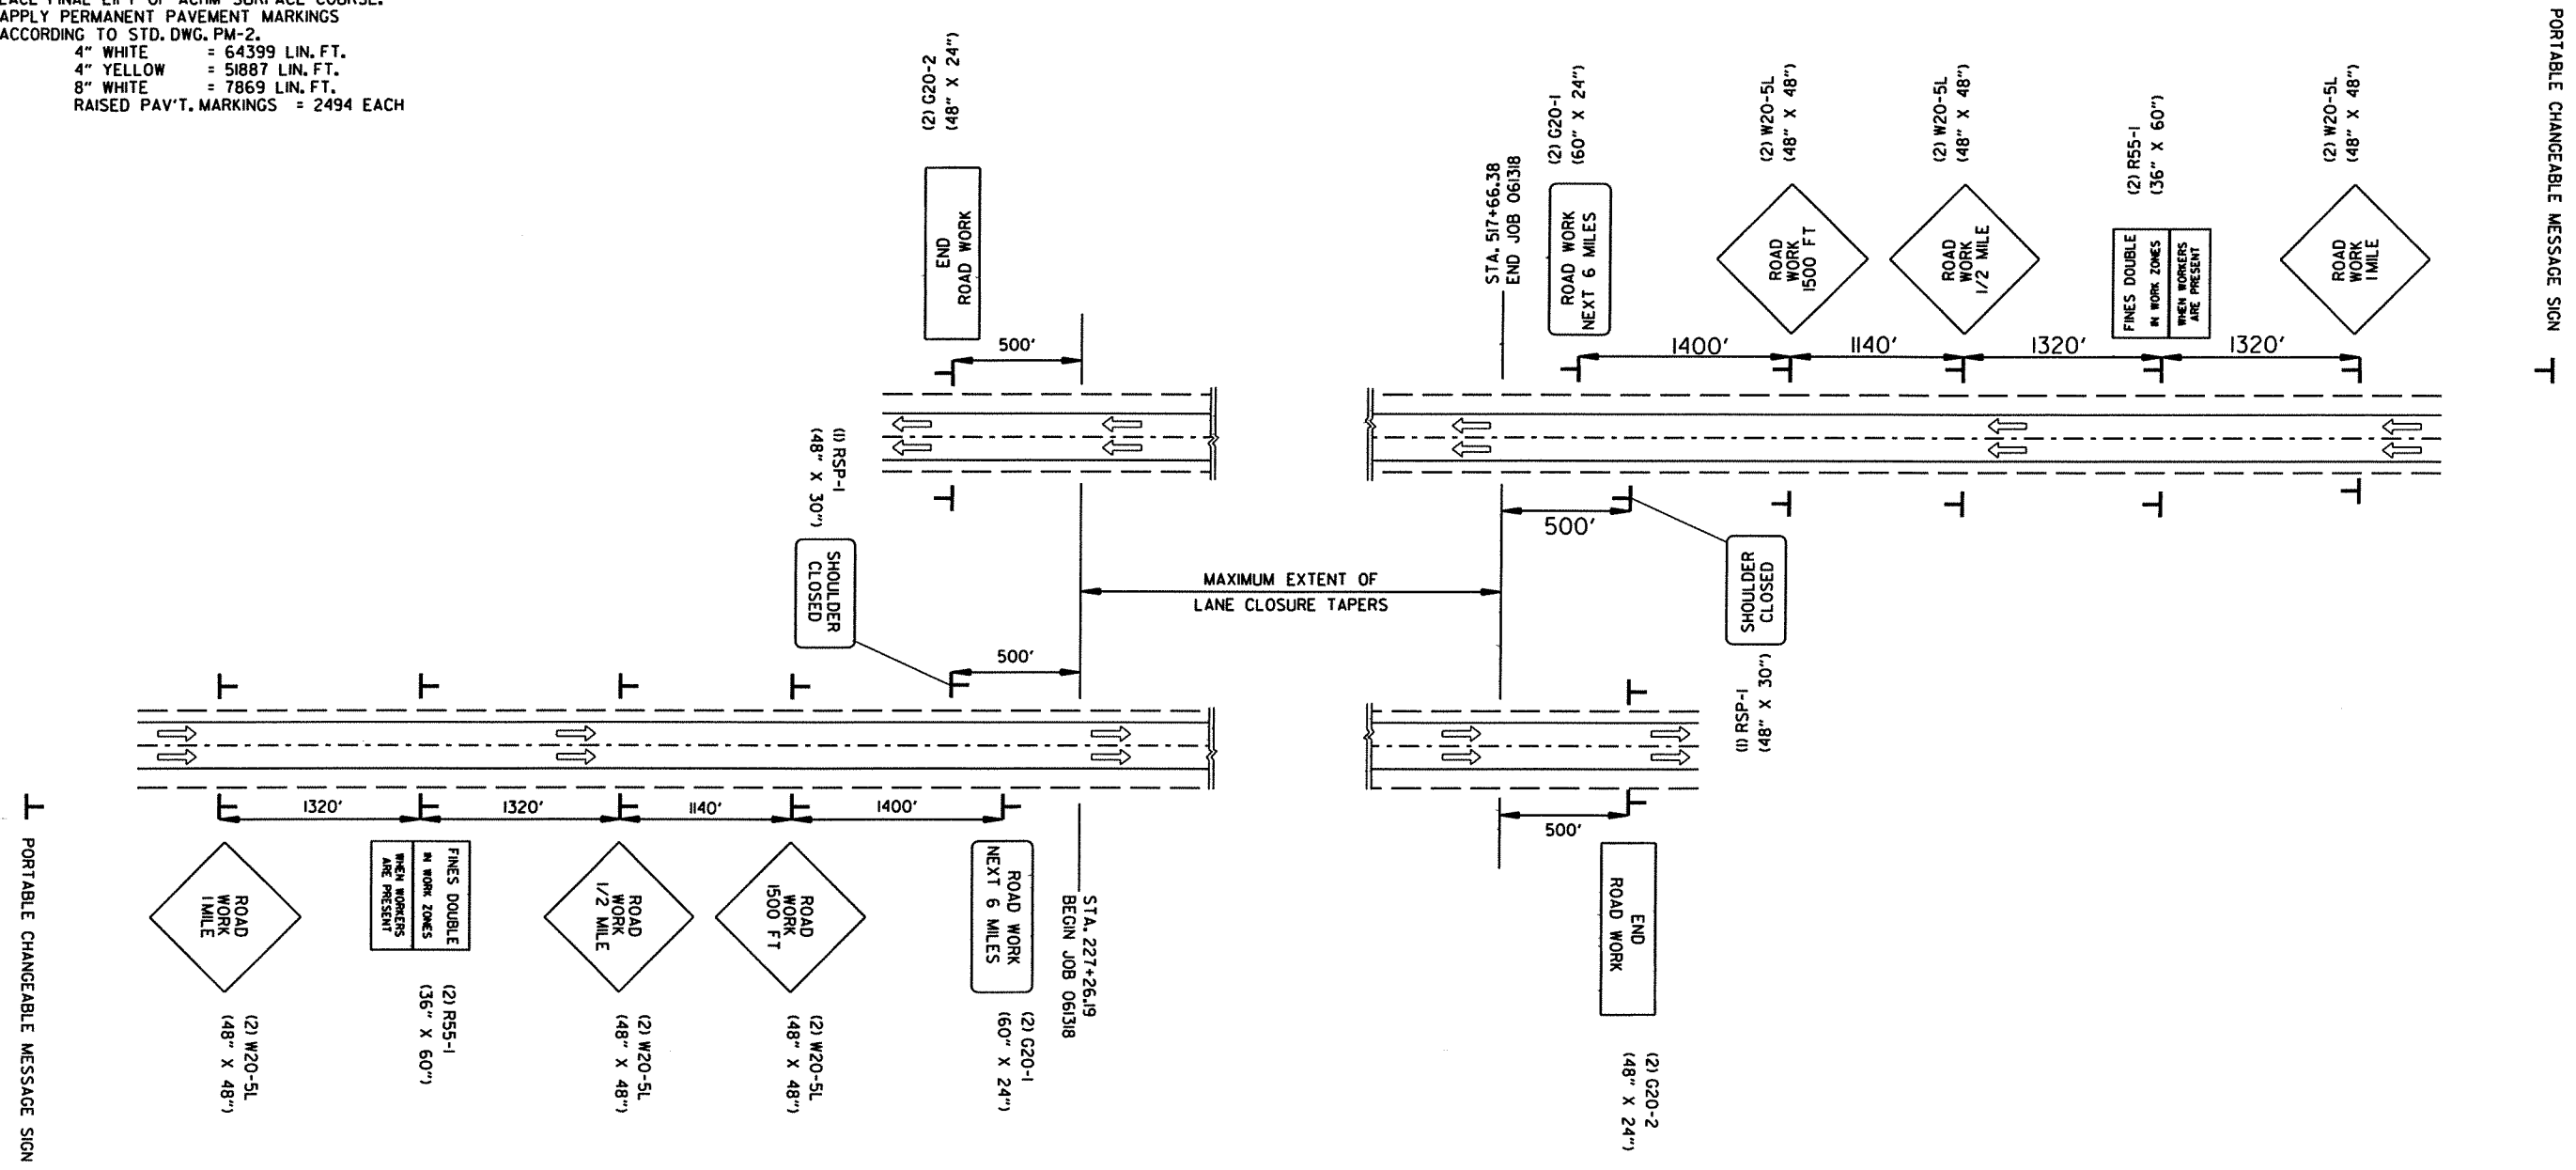 APPLY PERMANENT PAVEMENT MARKINGS
ACCORDING TO STD. DWG. PM-2.
4" WHITE = 64399 LIN. FT.
4" YELLOW = 51887 LIN. FT.
8" WHITE = 7869 LIN. FT.
RAISED PAV'T. MARKINGS = 2494 EACH
(2) G20-2
(48" X 24")
END
ROAD WORK
500'
STA. 517+66.38
END JOB 061318
(2) G20-1
(60" X 24")
ROAD WORK
NEXT 6 MILES
(2) W20-5L
(48" X 48")
ROAD
WORK
1500 FT
(2) W20-5L
(48" X 48")
ROAD
WORK
1/2 MILE
(2) R55-1
(36" X 60")
FINES DOUBLE
IN WORK ZONES
WHEN WORKERS
ARE PRESENT
(2) W20-5L
(48" X 48")
ROAD
WORK
1 MILE
PORTABLE CHANGEABLE MESSAGE SIGN
1400'
1140'
1320'
1320'
(1) RSP-1
(48" X 30")
SHOULDER
CLOSED
500'
MAXIMUM EXTENT OF
LANE CLOSURE TAPERS
500'
SHOULDER
CLOSED
(1) RSP-1
(48" X 30")
1320'
1320'
1140'
1400'
500'
PORTABLE CHANGEABLE MESSAGE SIGN
ROAD
WORK
1 MILE
(2) W20-5L
(48" X 48")
FINES DOUBLE
IN WORK ZONES
WHEN WORKERS
ARE PRESENT
(2) R55-1
(36" X 60")
ROAD
WORK
1/2 MILE
(2) W20-5L
(48" X 48")
ROAD
WORK
1500 FT
(2) W20-5L
(48" X 48")
ROAD WORK
NEXT 6 MILES
(2) G20-1
(60" X 24")
STA. 227+26.19
BEGIN JOB 061318
END
ROAD WORK
(2) G20-2
(48" X 24")